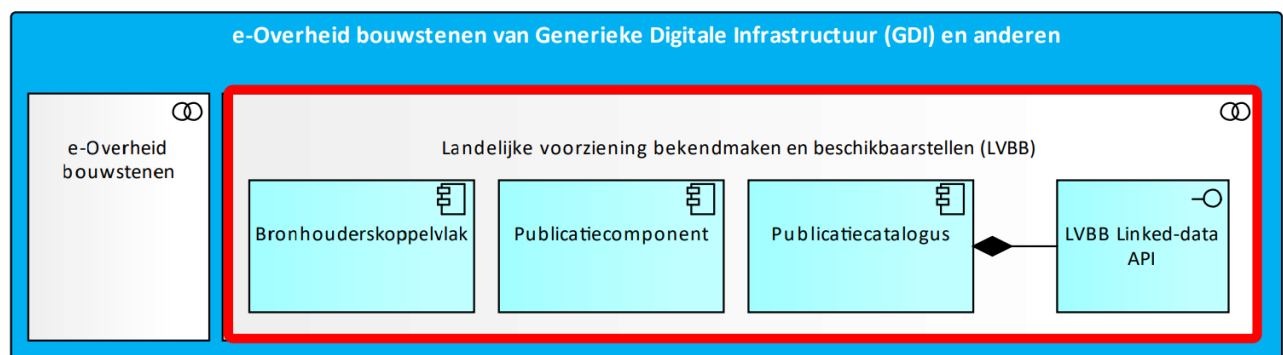 e-Overheid bouwstenen van Generieke Digitale Infrastructuur (GDI) en anderen
e-Overheid
bouwstenen
Landelijke voorziening bekendmaken en beschikbaarstellen (LVBB)
Bronhouderskoppelvlak
Publicatiecomponent
Publicatiecatalogus
LVBB Linked-data
API